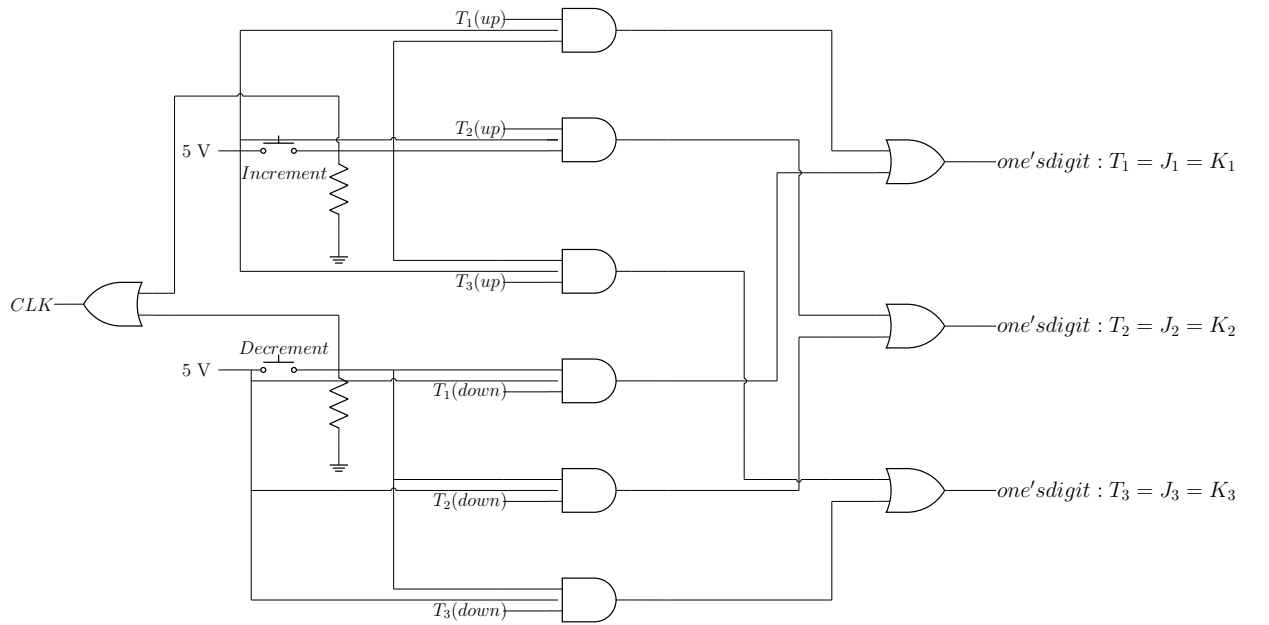 T₁(up)
T₂(up)
5 V
Increment
one'sdigit : T₁ = J₁ = K₁
T₃(up)
CLK
one'sdigit : T₂ = J₂ = K₂
Decrement
5 V
T₁(down)
T₂(down)
one'sdigit : T₃ = J₃ = K₃
T₃(down)